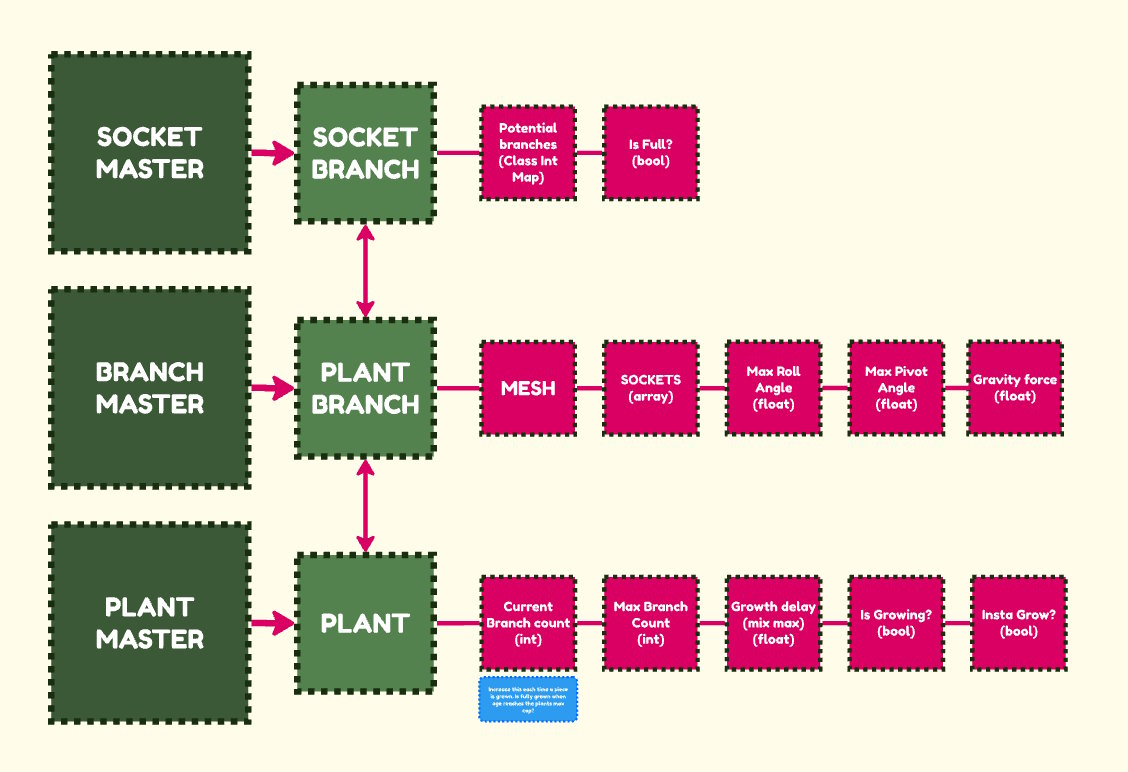 SOCKET
MASTER
SOCKET
BRANCH
Potential
branches
(Class Int
Map)
Is Full?
(bool)
BRANCH
MASTER
PLANT
BRANCH
MESH
SOCKETS
(array)
Max Roll
Angle
(float)
Max Pivot
Angle
(float)
Gravity force
(float)
PLANT
MASTER
PLANT
Current
Branch count
(int)
Max Branch
Count
(int)
Growth delay
(mix max)
(float)
Is Growing?
(bool)
Insta Grow?
(bool)
Increase this each time a piece
is grown. Is fully grown when
age reaches the plants max
cap?